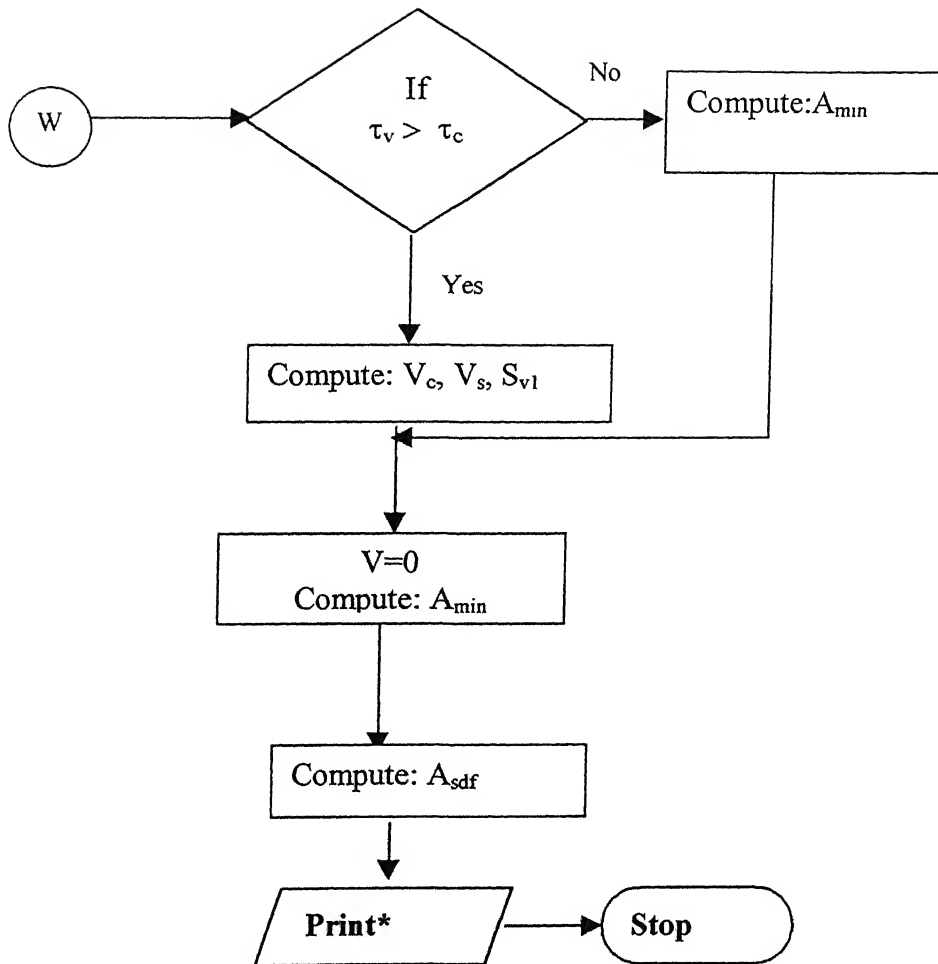 W
If
τv > τc
No
Compute:Amin
Yes
Compute: Vc, Vs, Sv1
V=0
Compute: Amin
Compute: Asdf
Print*
Stop